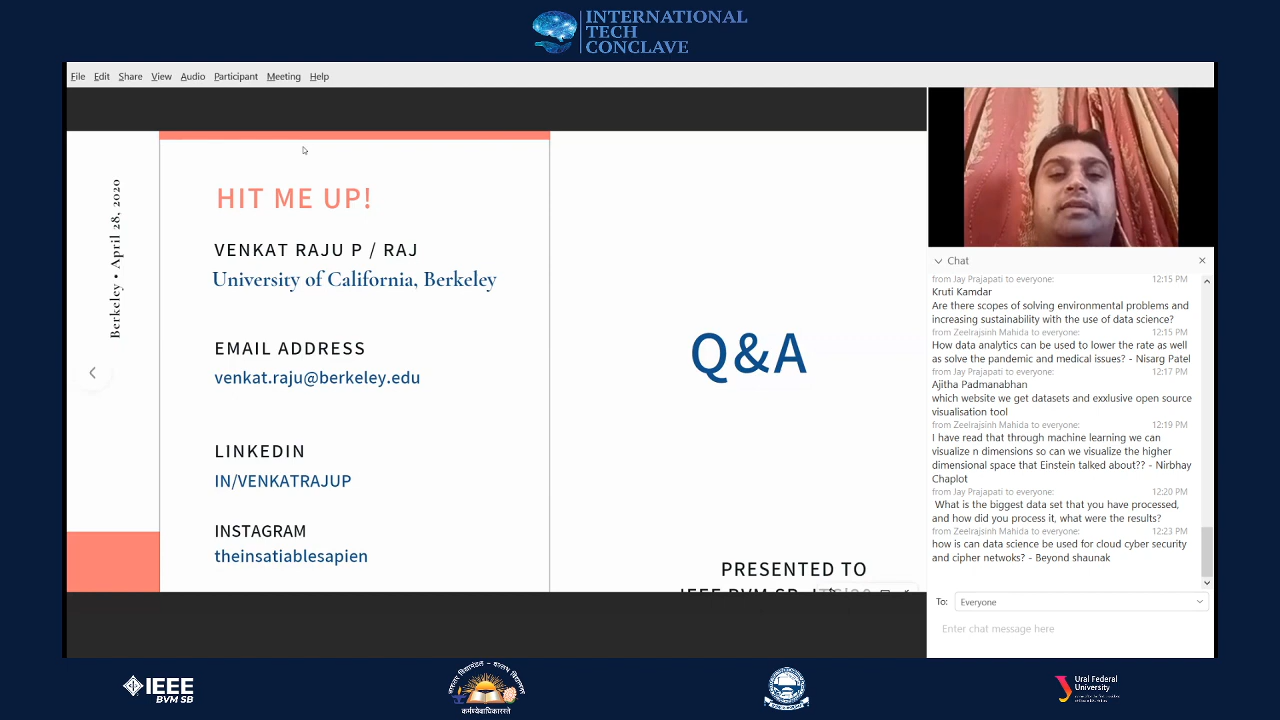 INTERNATIONAL
TECH
CONCLAVE
File Edit Share View Audio Participant Meeting Help
Berkeley • April 28, 2020
HIT ME UP!
VENKAT RAJU P / RAJ
University of California, Berkeley
EMAIL ADDRESS
venkat.raju@berkeley.edu
LINKEDIN
IN/VENKATRAJUP
INSTAGRAM
theinsatiablesapien
Q&A
PRESENTED TO
IEEE BVM SB
Chat
from Jay Prajapati to everyone: 12:15 PM
Kruti Kamdar
Are there scopes of solving environmental problems and
increasing sustainability with the use of data science?
from Zeelrajsinh Mahida to everyone: 12:15 PM
How data analytics can be used to lower the rate as well
as solve the pandemic and medical issues? - Nisarg Patel
from Jay Prajapati to everyone: 12:17 PM
Ajitha Padmanabhan
which website we get datasets and exxlusive open source
visualisation tool
from Zeelrajsinh Mahida to everyone: 12:19 PM
I have read that through machine learning we can
visualize n dimensions so can we visualize the higher
dimensional space that Einstein talked about?? - Nirbhay
Chaplot
from Jay Prajapati to everyone: 12:20 PM
What is the biggest data set that you have processed,
and how did you process it, what were the results?
from Zeelrajsinh Mahida to everyone: 12:23 PM
how is can data science be used for cloud cyber security
and cipher netwoks? - Beyond shaunak
To: Everyone
Enter chat message here
IEEE
BVM SB
कर्मण्येवाधिकारस्ते
Ural Federal
University